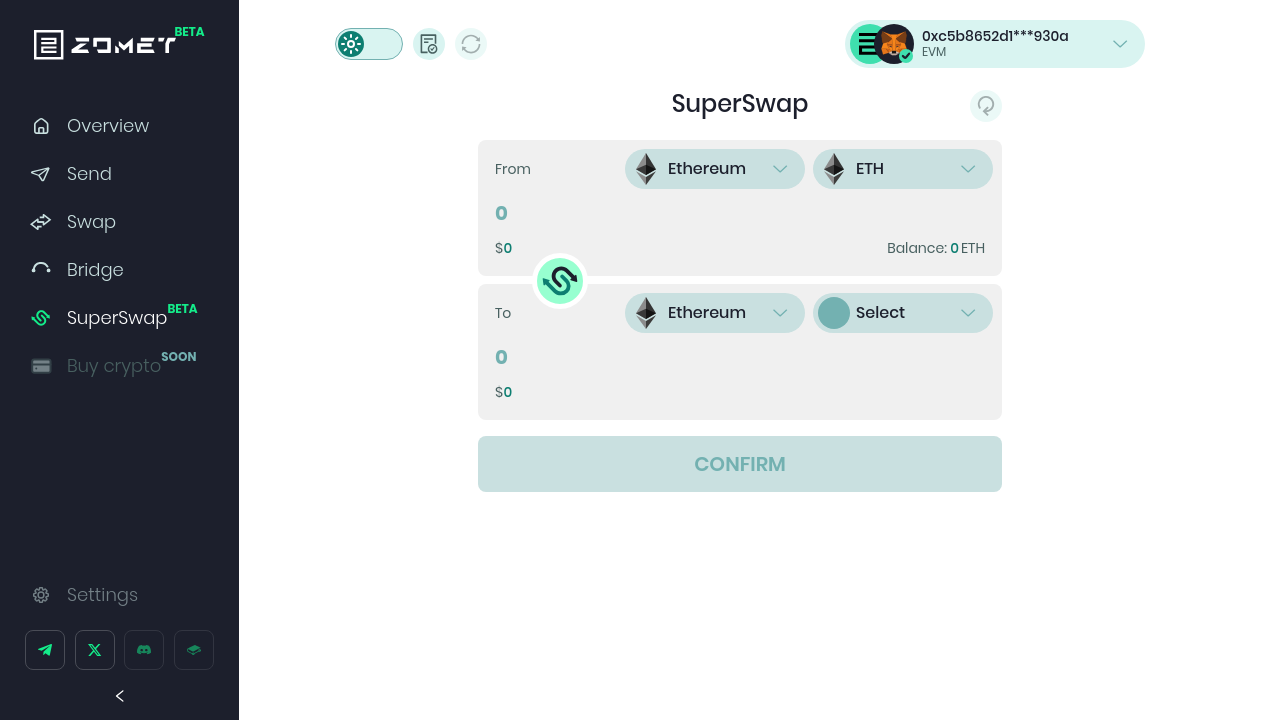 ZOMET BETA
Overview
Send
Swap
Bridge
SuperSwap BETA
Buy crypto SOON
Settings
0xc5b8652d1***930a
EVM
SuperSwap
From
Ethereum
ETH
0
$0
Balance: 0 ETH
To
Ethereum
Select
0
$0
CONFIRM